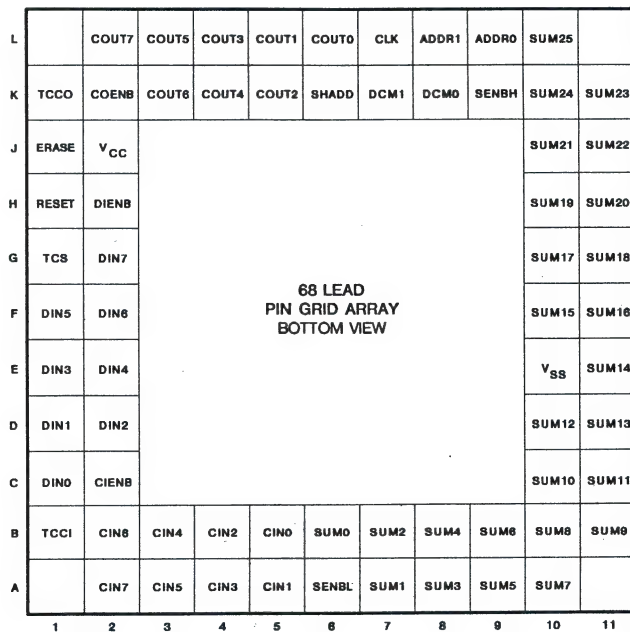 L COUT7 COUT5 COUT3 COUT1 COUT0 CLK ADDR1 ADDR0 SUM25
K TCCO COENB COUT6 COUT4 COUT2 SHADD DCM1 DCM0 SENBH SUM24 SUM23
J ERASE VCC SUM21 SUM22
H RESET DIENB SUM19 SUM20
G TCS DIN7 SUM17 SUM18
68 LEAD
PIN GRID ARRAY
BOTTOM VIEW
F DIN5 DIN6 SUM15 SUM16
E DIN3 DIN4 VSS SUM14
D DIN1 DIN2 SUM12 SUM13
C DIN0 CIENB SUM10 SUM11
B TCCI CIN6 CIN4 CIN2 CIN0 SUM0 SUM2 SUM4 SUM6 SUM8 SUM9
A CIN7 CIN5 CIN3 CIN1 SENBL SUM1 SUM3 SUM5 SUM7
1 2 3 4 5 6 7 8 9 10 11